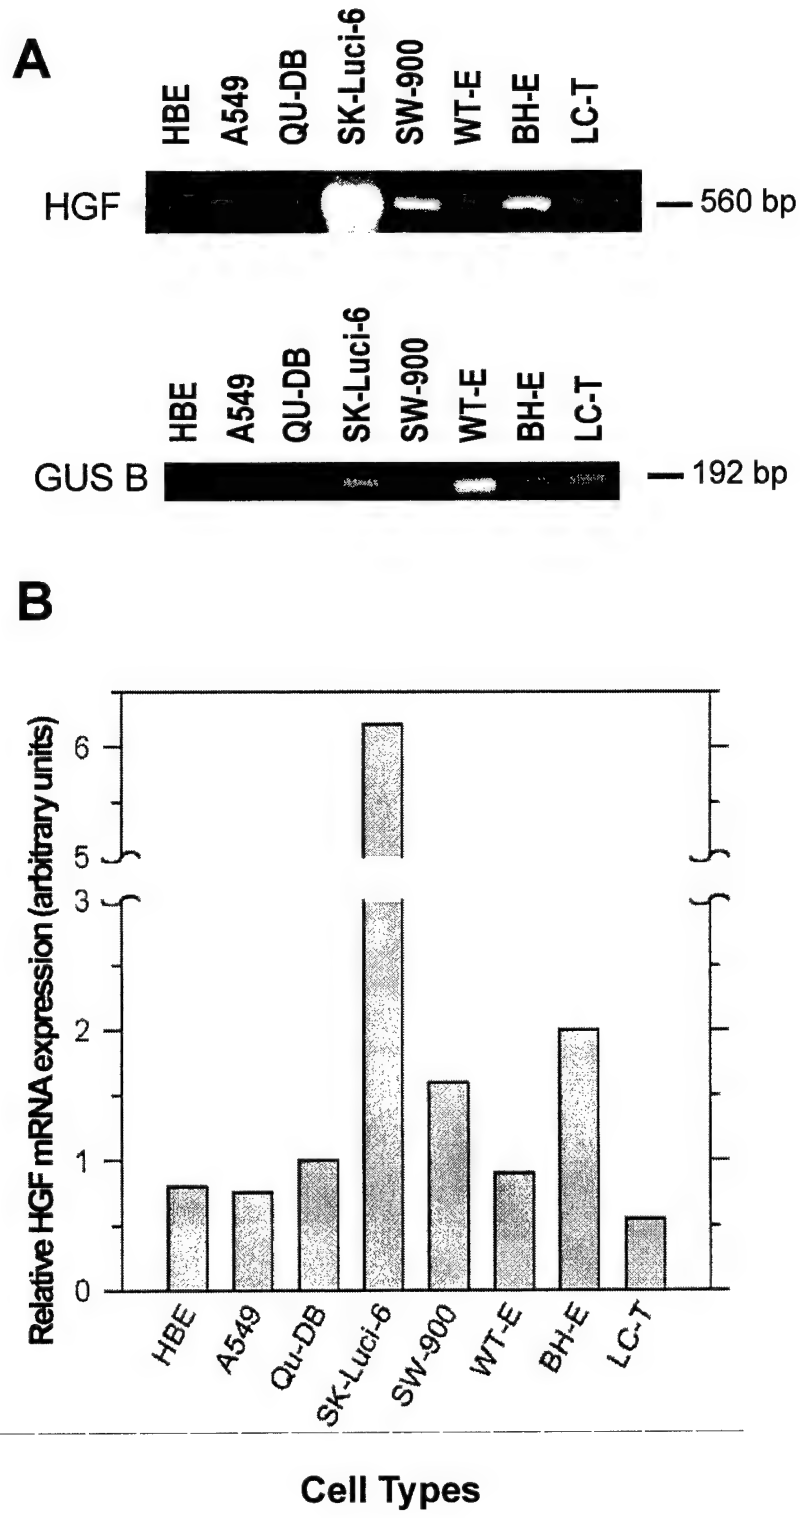 A
HBE A549 QU-DB SK-Luci-6 SW-900 WT-E BH-E LC-T
HGF 560 bp
HBE A549 QU-DB SK-Luci-6 SW-900 WT-E BH-E LC-T
GUS B 192 bp
B
Relative HGF mRNA expression (arbitrary units)
6
5
3
2
1
0
HBE A549 Qu-DB SK-Luci-6 SW-900 WT-E BH-E LC-T
Cell Types